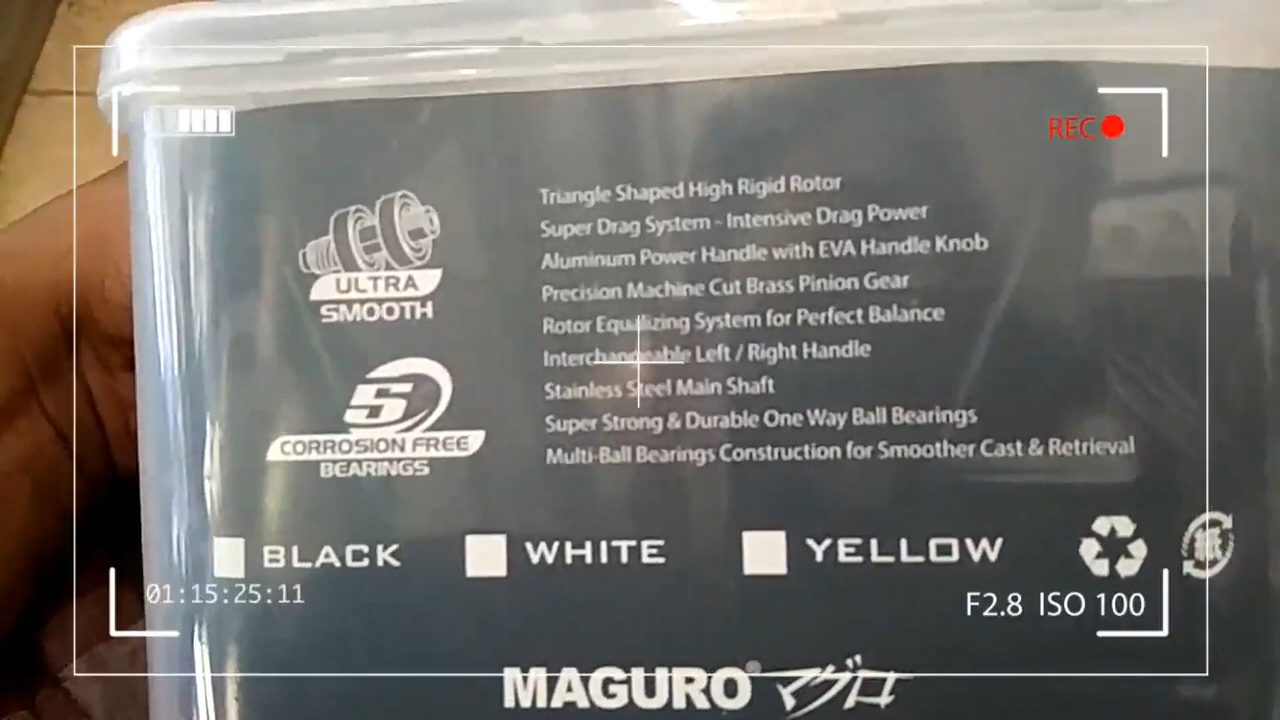 REC
Triangle Shaped High Rigid Rotor
Super Drag System - Intensive Drag Power
Aluminum Power Handle with EVA Handle Knob
Precision Machine Cut Brass Pinion Gear
Rotor Equalizing System for Perfect Balance
Interchangeable Left / Right Handle
Stainless Steel Main Shaft
Super Strong & Durable One Way Ball Bearings
Multi-Ball Bearings Construction for Smoother Cast & Retrieval
ULTRA
SMOOTH
5
CORROSION FREE
BEARINGS
BLACK WHITE YELLOW
01:15:25:11
F2.8 ISO 100
MAGURO® マグロ